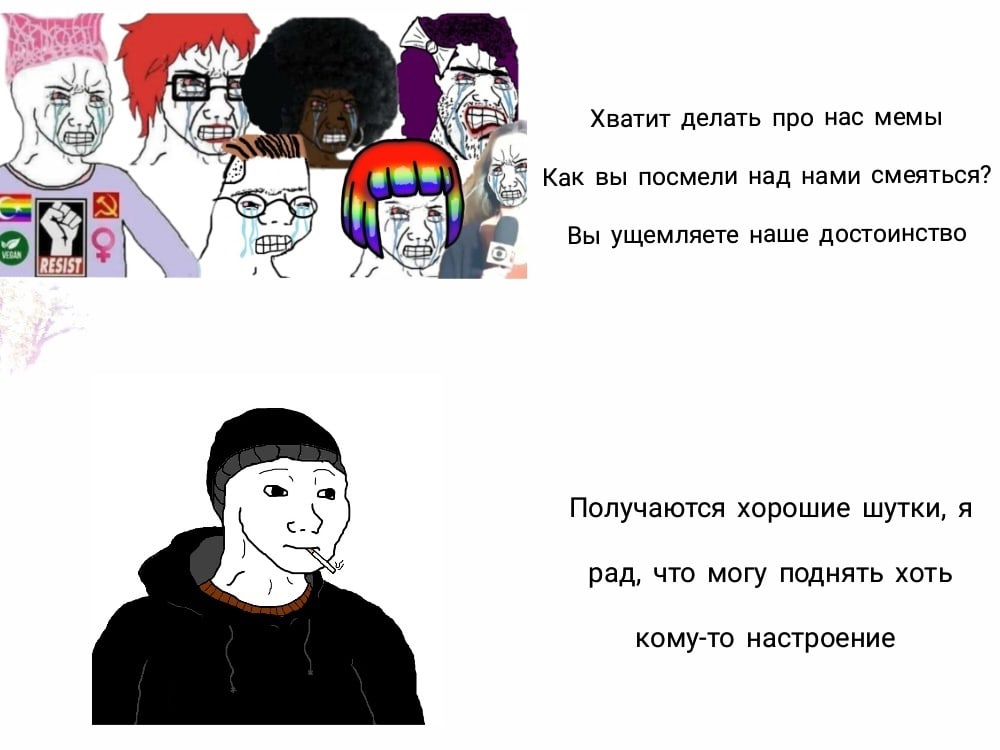 Хватит делать про нас мемы
Как вы посмели над нами смеяться?
Вы ущемляете наше достоинство
VEGAN
RESIST
Получаются хорошие шутки, я
рад, что могу поднять хоть
кому-то настроение